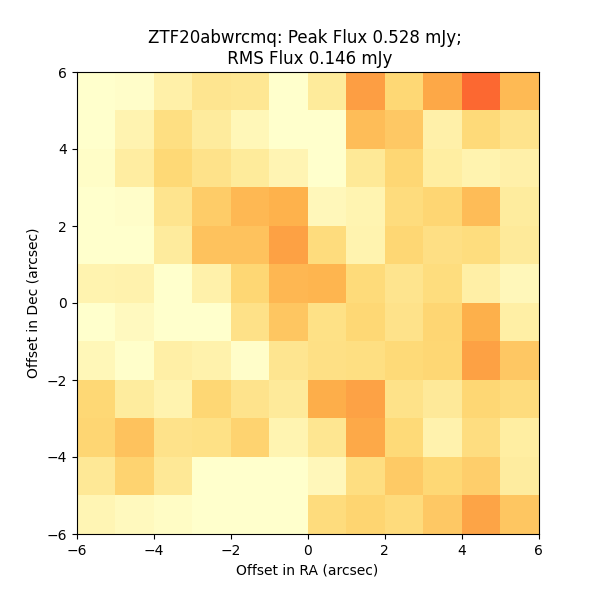 ZTF20abwrcmq: Peak Flux 0.528 mJy;
RMS Flux 0.146 mJy
6
4
2
0
−2
−4
−6
Offset in Dec (arcsec)
−6 −4 −2 0 2 4 6
Offset in RA (arcsec)